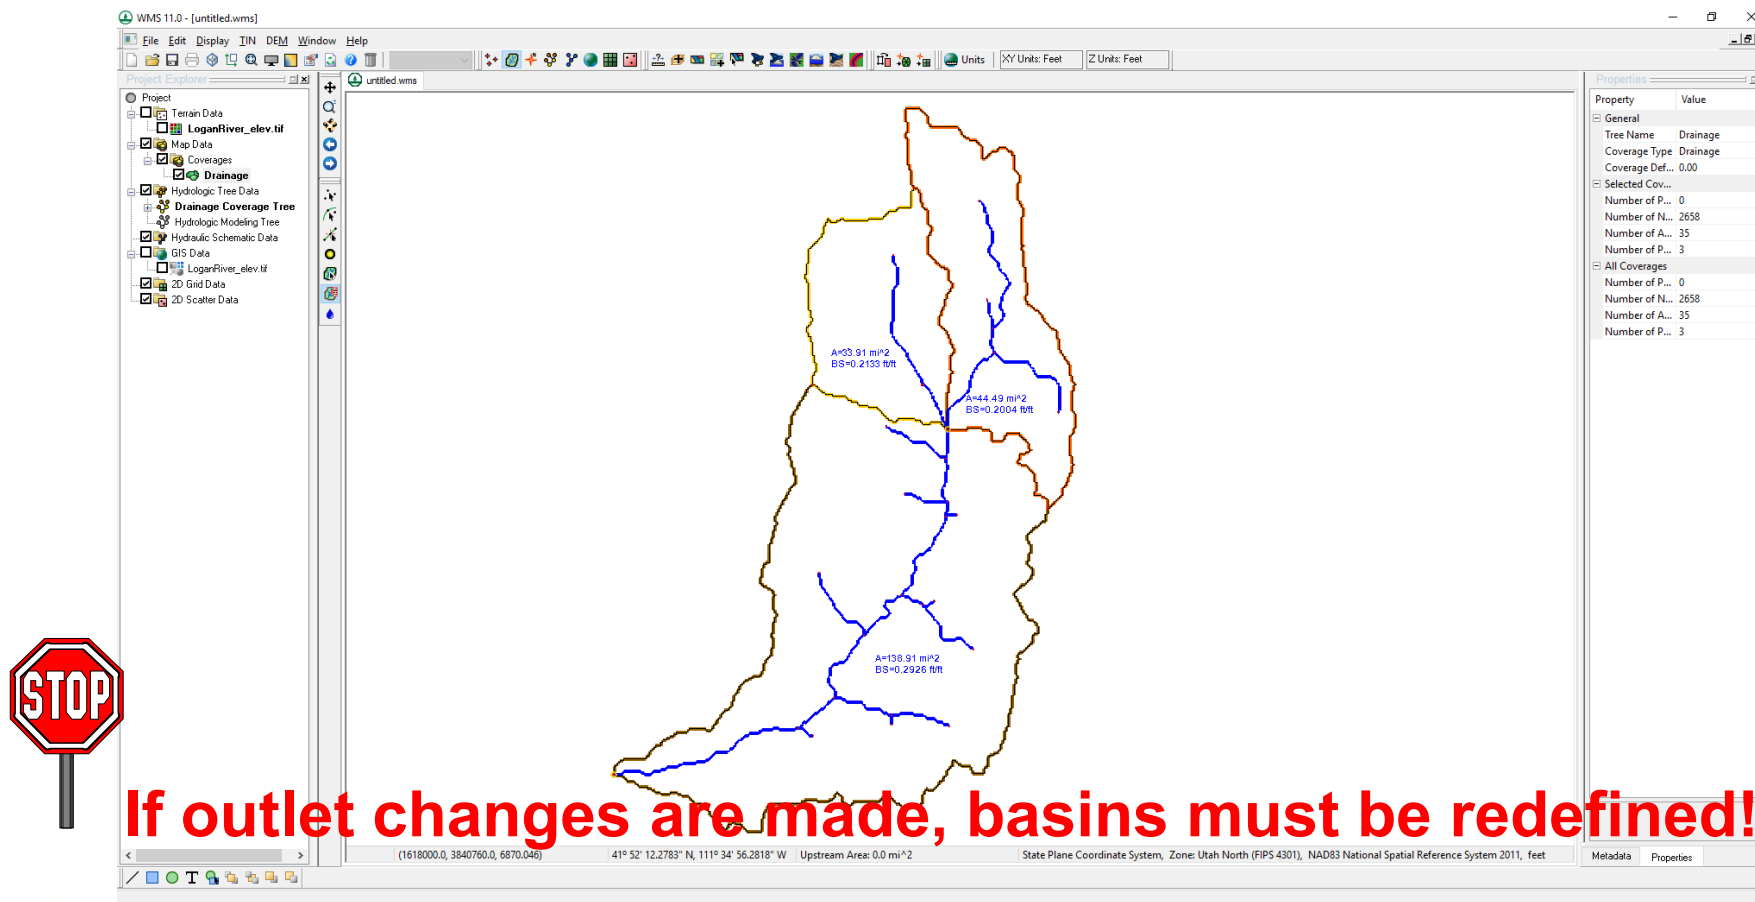 WMS 11.0 - [untitled.wms]
File Edit Display TIN DEM Window Help
Units XY Units: Feet Z Units: Feet
Project Explorer
Project
Terrain Data
LoganRiver_elev.tif
Map Data
Coverages
Drainage
Hydrologic Tree Data
Drainage Coverage Tree
Hydrologic Modeling Tree
Hydraulic Schematic Data
GIS Data
LoganRiver_elev.tif
2D Grid Data
2D Scatter Data
untitled.wms
A=33.91 mi^2
BS=0.2133 ft/ft
A=44.49 mi^2
BS=0.2004 ft/ft
A=138.91 mi^2
BS=0.2926 ft/ft
Properties
Property Value
General
Tree Name Drainage
Coverage Type Drainage
Coverage Def... 0.00
Selected Cov...
Number of P... 0
Number of N... 2658
Number of A... 35
Number of P... 3
All Coverages
Number of P... 0
Number of N... 2658
Number of A... 35
Number of P... 3
STOP
If outlet changes are made, basins must be redefined!
(1618000.0, 3840760.0, 6870.046) 41° 52' 12.2783" N, 111° 34' 56.2818" W Upstream Area: 0.0 mi^2 State Plane Coordinate System, Zone: Utah North (FIPS 4301), NAD83 National Spatial Reference System 2011, feet
Metadata Properties